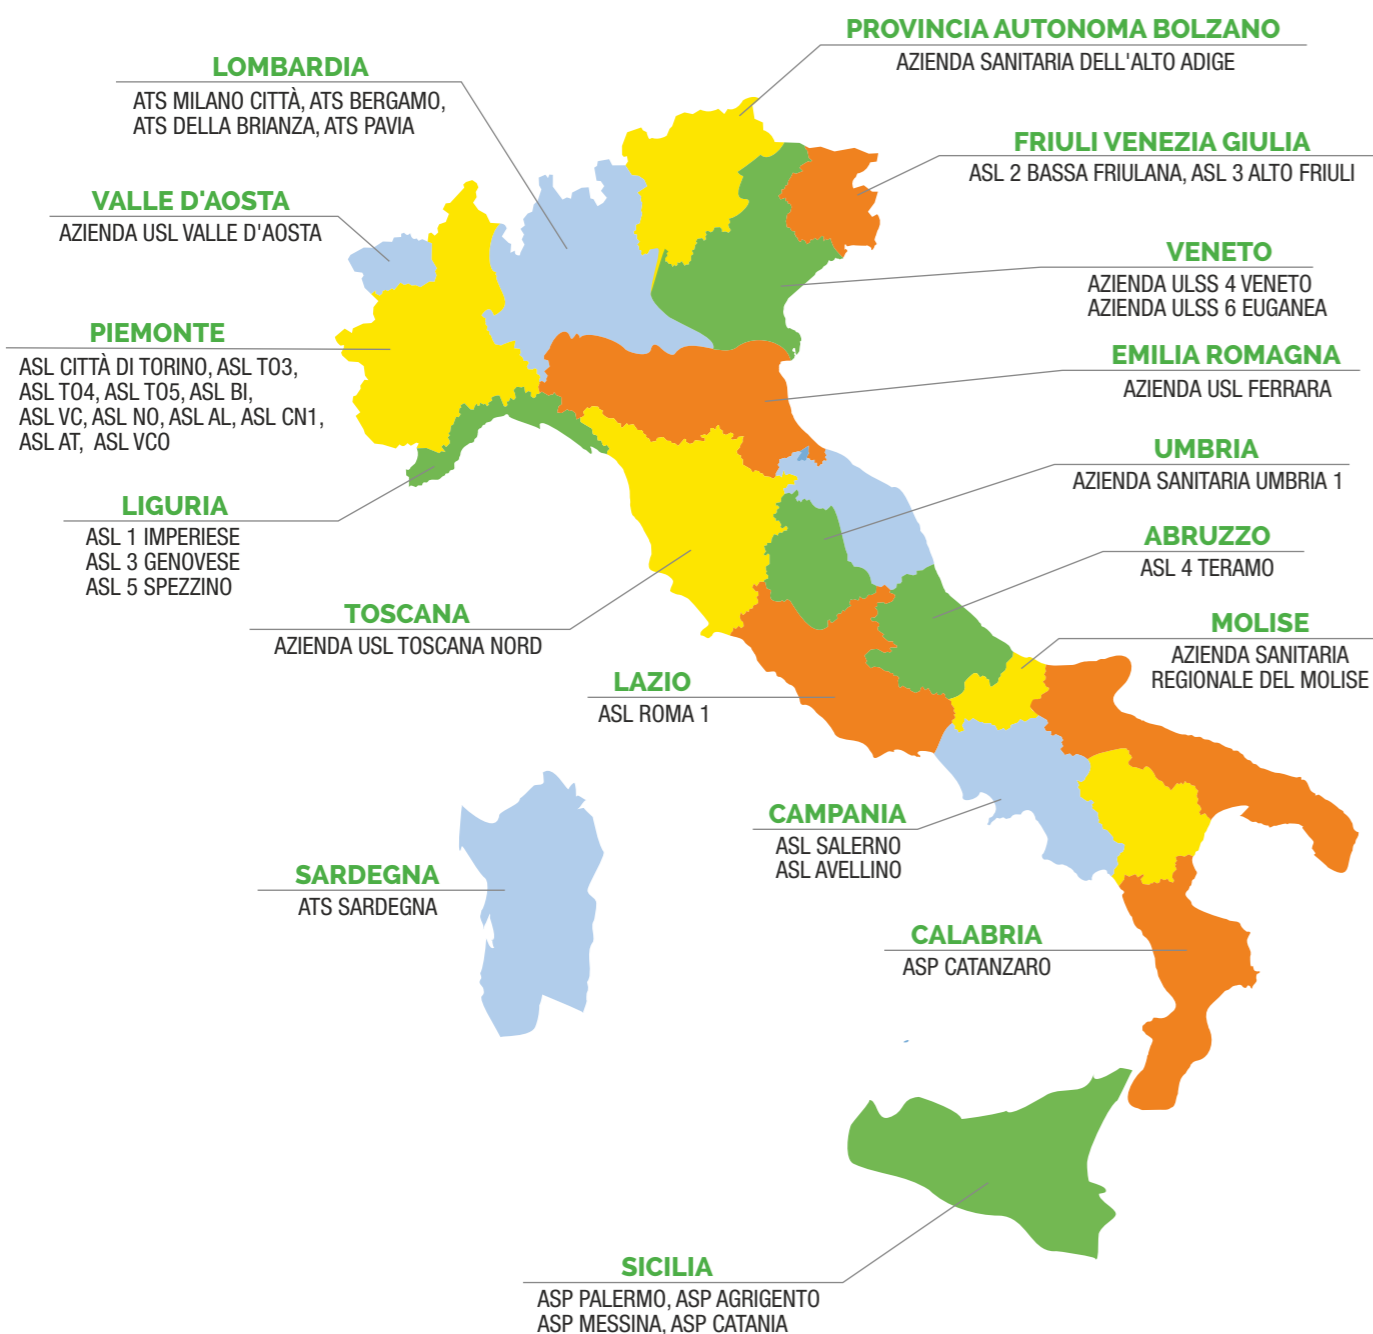 PROVINCIA AUTONOMA BOLZANO
AZIENDA SANITARIA DELL'ALTO ADIGE
LOMBARDIA
ATS MILANO CITTÀ, ATS BERGAMO,
ATS DELLA BRIANZA, ATS PAVIA
FRIULI VENEZIA GIULIA
ASL 2 BASSA FRIULANA, ASL 3 ALTO FRIULI
VALLE D'AOSTA
AZIENDA USL VALLE D'AOSTA
VENETO
AZIENDA ULSS 4 VENETO
AZIENDA ULSS 6 EUGANEA
PIEMONTE
ASL CITTÀ DI TORINO, ASL TO3,
ASL TO4, ASL TO5, ASL BI,
ASL VC, ASL NO, ASL AL, ASL CN1,
ASL AT, ASL VCO
EMILIA ROMAGNA
AZIENDA USL FERRARA
UMBRIA
AZIENDA SANITARIA UMBRIA 1
LIGURIA
ASL 1 IMPERIESE
ASL 3 GENOVESE
ASL 5 SPEZZINO
ABRUZZO
ASL 4 TERAMO
TOSCANA
AZIENDA USL TOSCANA NORD
MOLISE
AZIENDA SANITARIA
REGIONALE DEL MOLISE
LAZIO
ASL ROMA 1
CAMPANIA
ASL SALERNO
ASL AVELLINO
SARDEGNA
ATS SARDEGNA
CALABRIA
ASP CATANZARO
SICILIA
ASP PALERMO, ASP AGRIGENTO
ASP MESSINA, ASP CATANIA